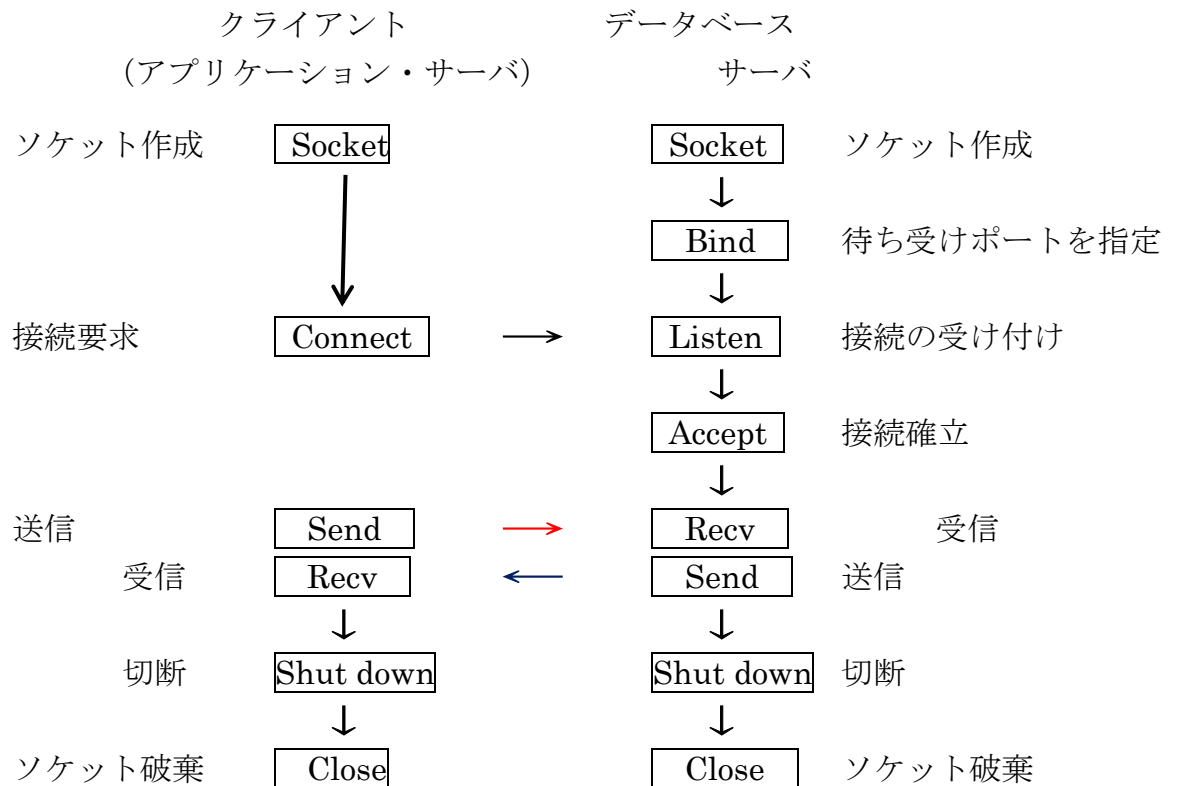 クライアント データベース
（アプリケーション・サーバ） サーバ
ソケット作成 Socket Socket ソケット作成
↓
Bind 待ち受けポートを指定
↓
接続要求 Connect → Listen 接続の受け付け
↓
Accept 接続確立
↓
送信 Send → Recv 受信
受信 Recv ← Send 送信
↓ ↓
切断 Shut down Shut down 切断
↓ ↓
ソケット破棄 Close Close ソケット破棄